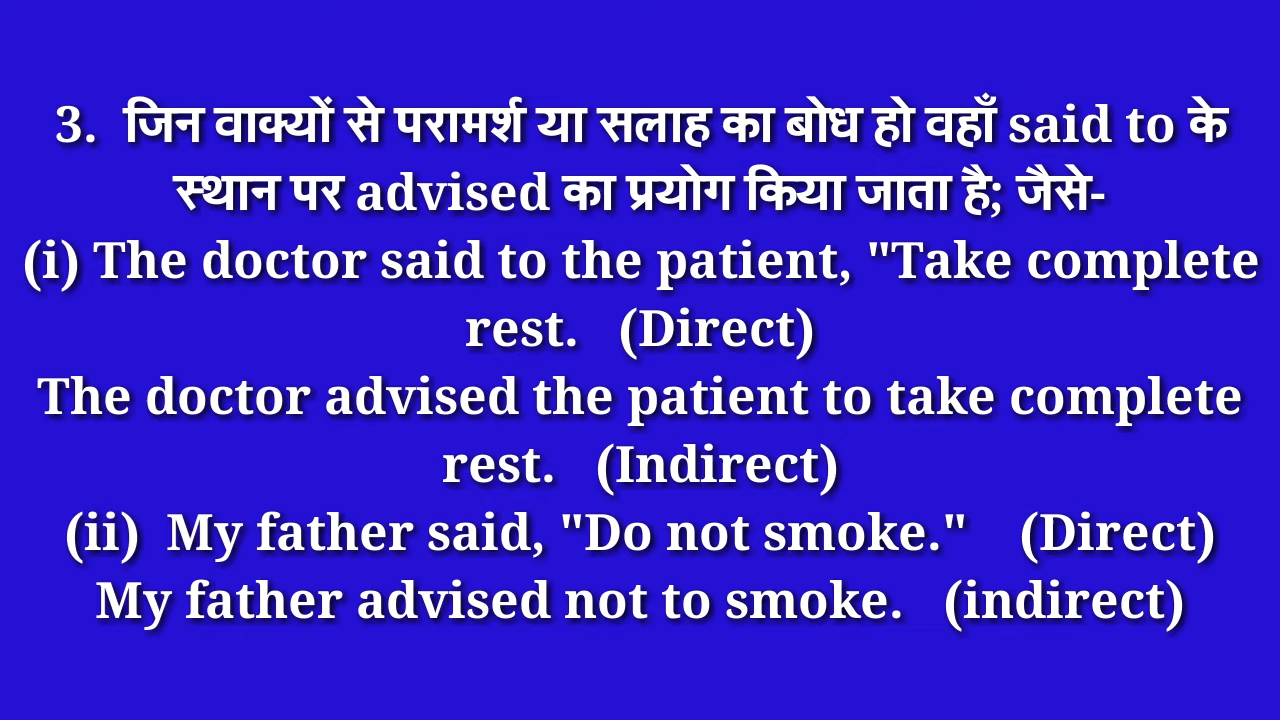 3. जिन वाक्यों से परामर्श या सलाह का बोध हो वहाँ said to के
स्थान पर advised का प्रयोग किया जाता है; जैसे-
(i) The doctor said to the patient, "Take complete
rest. (Direct)
The doctor advised the patient to take complete
rest. (Indirect)
(ii) My father said, "Do not smoke." (Direct)
My father advised not to smoke. (indirect)